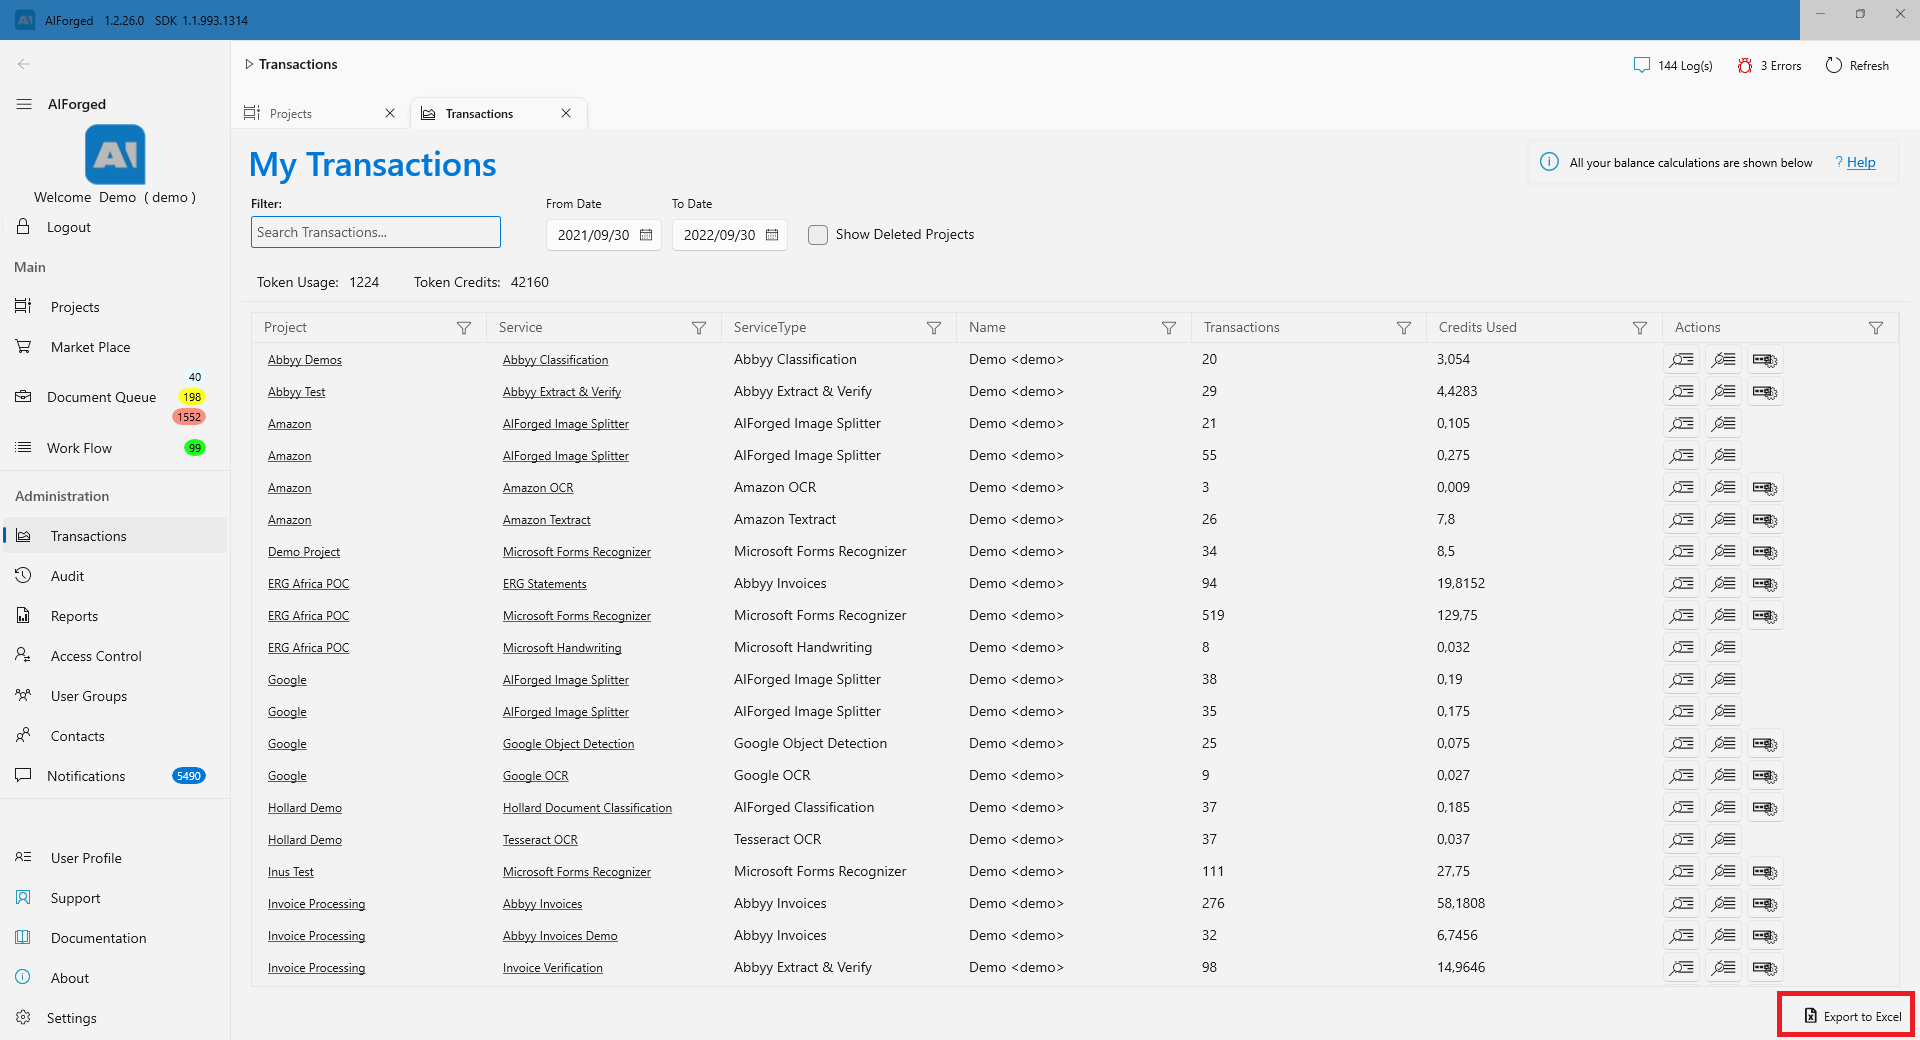 AIForged 1.2.26.0 SDK 1.1.993.1314
Transactions
144 Log(s) 3 Errors Refresh
AIForged
AI
Welcome Demo ( demo )
Logout
Main
Projects
Market Place
40
Document Queue 198
1552
Work Flow 99
Administration
Transactions
Audit
Reports
Access Control
User Groups
Contacts
Notifications 5490
User Profile
Support
Documentation
About
Settings
Projects
Transactions
My Transactions
All your balance calculations are shown below ? Help
Filter: From Date To Date
Search Transactions... 2021/09/30 2022/09/30 Show Deleted Projects
Token Usage: 1224 Token Credits: 42160
Project Service ServiceType Name Transactions Credits Used Actions
Abbyy Demos Abbyy Classification Abbyy Classification Demo <demo> 20 3,054
Abbyy Test Abbyy Extract & Verify Abbyy Extract & Verify Demo <demo> 29 4,4283
Amazon AIForged Image Splitter AIForged Image Splitter Demo <demo> 21 0,105
Amazon AIForged Image Splitter AIForged Image Splitter Demo <demo> 55 0,275
Amazon Amazon OCR Amazon OCR Demo <demo> 3 0,009
Amazon Amazon Textract Amazon Textract Demo <demo> 26 7,8
Demo Project Microsoft Forms Recognizer Microsoft Forms Recognizer Demo <demo> 34 8,5
ERG Africa POC ERG Statements Abbyy Invoices Demo <demo> 94 19,8152
ERG Africa POC Microsoft Forms Recognizer Microsoft Forms Recognizer Demo <demo> 519 129,75
ERG Africa POC Microsoft Handwriting Microsoft Handwriting Demo <demo> 8 0,032
Google AIForged Image Splitter AIForged Image Splitter Demo <demo> 38 0,19
Google AIForged Image Splitter AIForged Image Splitter Demo <demo> 35 0,175
Google Google Object Detection Google Object Detection Demo <demo> 25 0,075
Google Google OCR Google OCR Demo <demo> 9 0,027
Hollard Demo Hollard Document Classification AIForged Classification Demo <demo> 37 0,185
Hollard Demo Tesseract OCR Tesseract OCR Demo <demo> 37 0,037
Inus Test Microsoft Forms Recognizer Microsoft Forms Recognizer Demo <demo> 111 27,75
Invoice Processing Abbyy Invoices Abbyy Invoices Demo <demo> 276 58,1808
Invoice Processing Abbyy Invoices Demo Abbyy Invoices Demo <demo> 32 6,7456
Invoice Processing Invoice Verification Abbyy Extract & Verify Demo <demo> 98 14,9646
Export to Excel